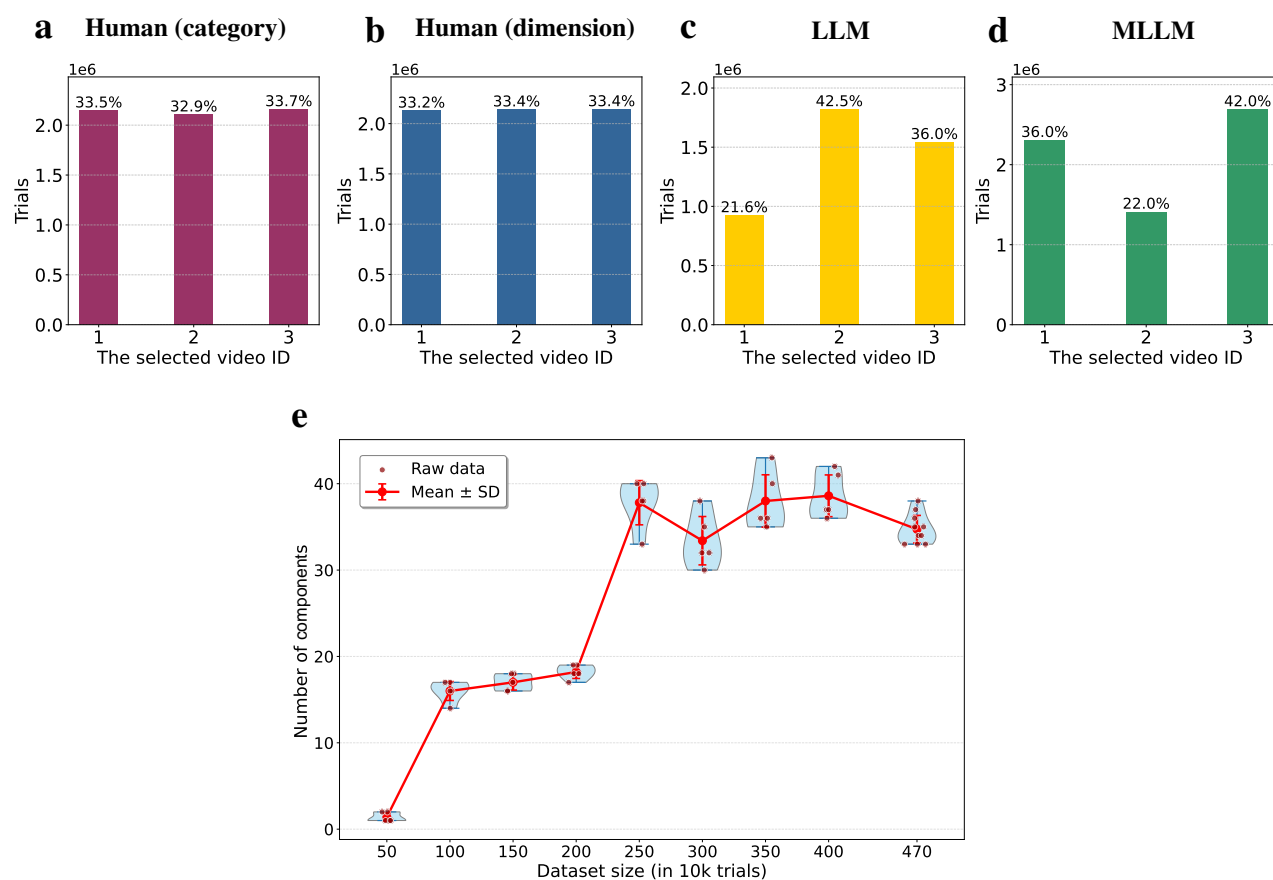 a Human (category)
1e6
33.5% 32.9% 33.7%
2.0
1.5
1.0
0.5
0.0
Trials
1 2 3
The selected video ID
b Human (dimension)
1e6
33.2% 33.4% 33.4%
2.0
1.5
1.0
0.5
0.0
Trials
1 2 3
The selected video ID
c LLM
1e6
21.6% 42.5% 36.0%
2.0
1.5
1.0
0.5
0.0
Trials
1 2 3
The selected video ID
d MLLM
1e6
36.0% 22.0% 42.0%
3
2
1
0
Trials
1 2 3
The selected video ID
e
Raw data
Mean ± SD
40
30
20
10
0
Number of components
50 100 150 200 250 300 350 400 470
Dataset size (in 10k trials)